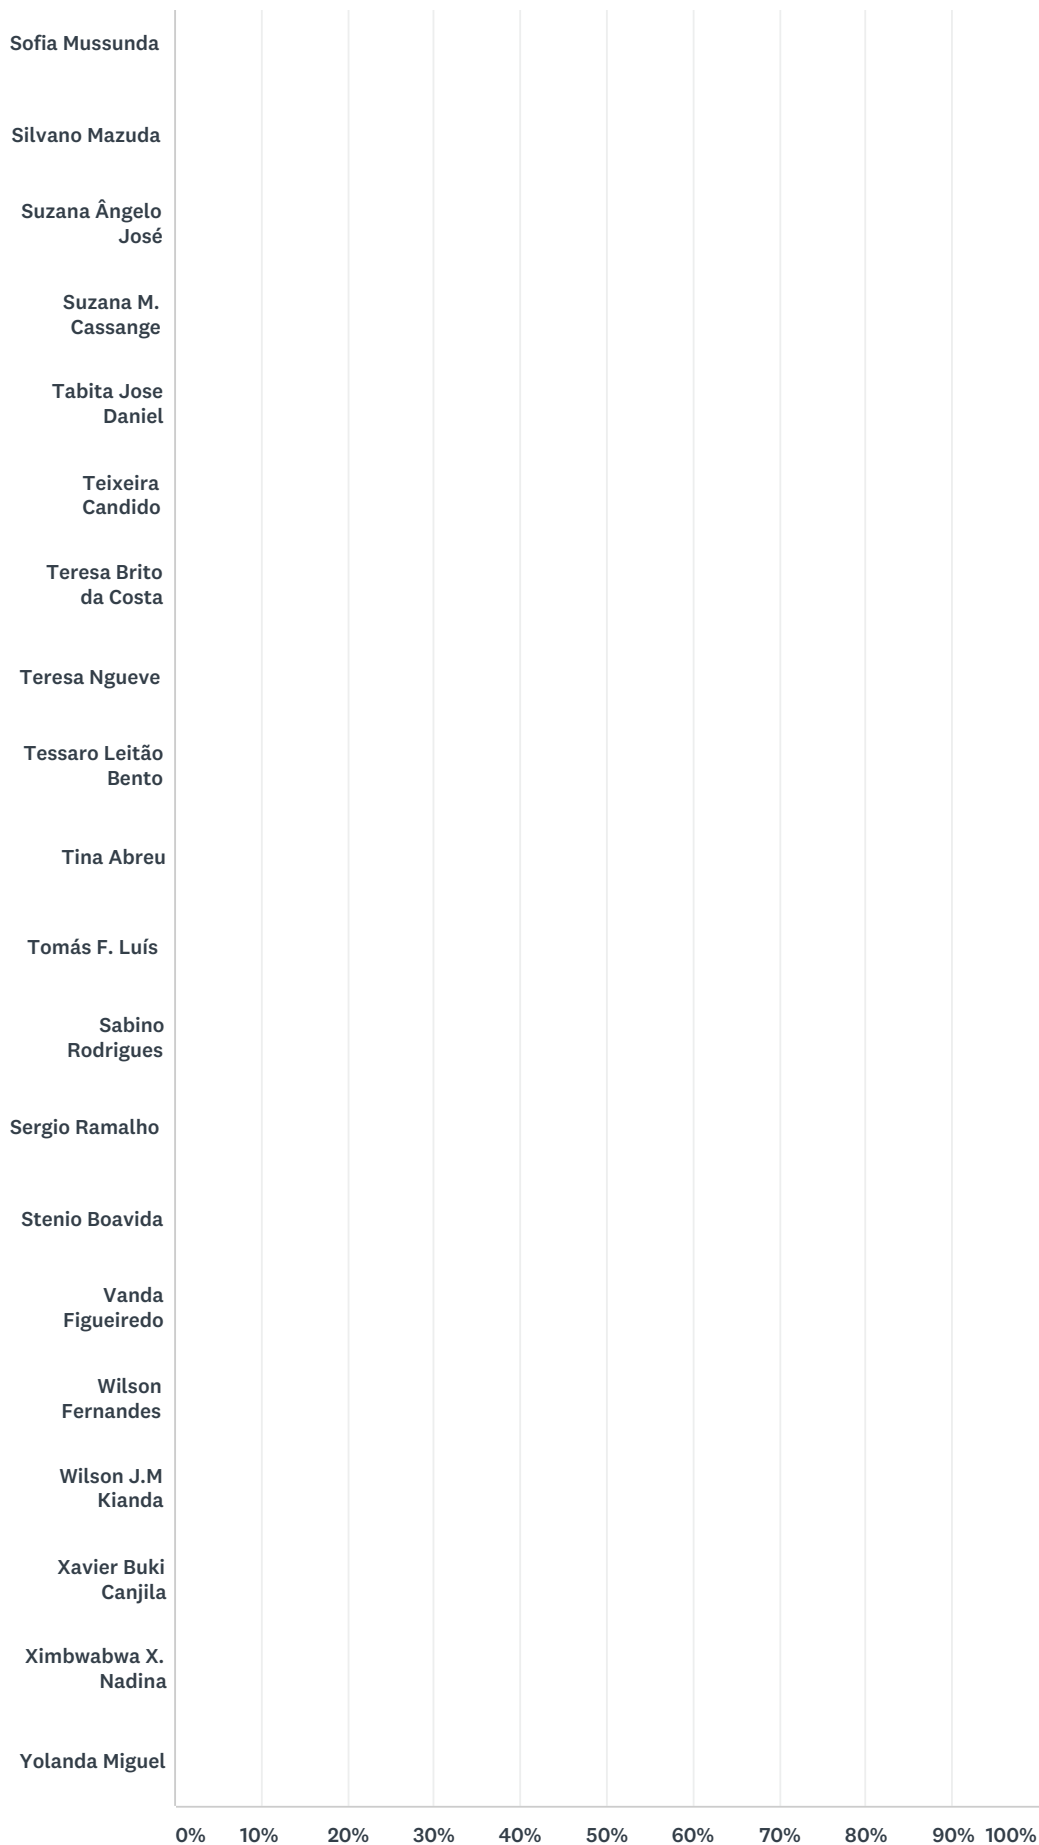 Sofia Mussunda
Silvano Mazuda
Suzana Ângelo
José
Suzana M.
Cassange
Tabita Jose
Daniel
Teixeira
Candido
Teresa Brito
da Costa
Teresa Ngueve
Tessaro Leitão
Bento
Tina Abreu
Tomás F. Luís
Sabino
Rodrigues
Sergio Ramalho
Stenio Boavida
Vanda
Figueiredo
Wilson
Fernandes
Wilson J.M
Kianda
Xavier Buki
Canjila
Ximbwabwa X.
Nadina
Yolanda Miguel
0% 10% 20% 30% 40% 50% 60% 70% 80% 90% 100%